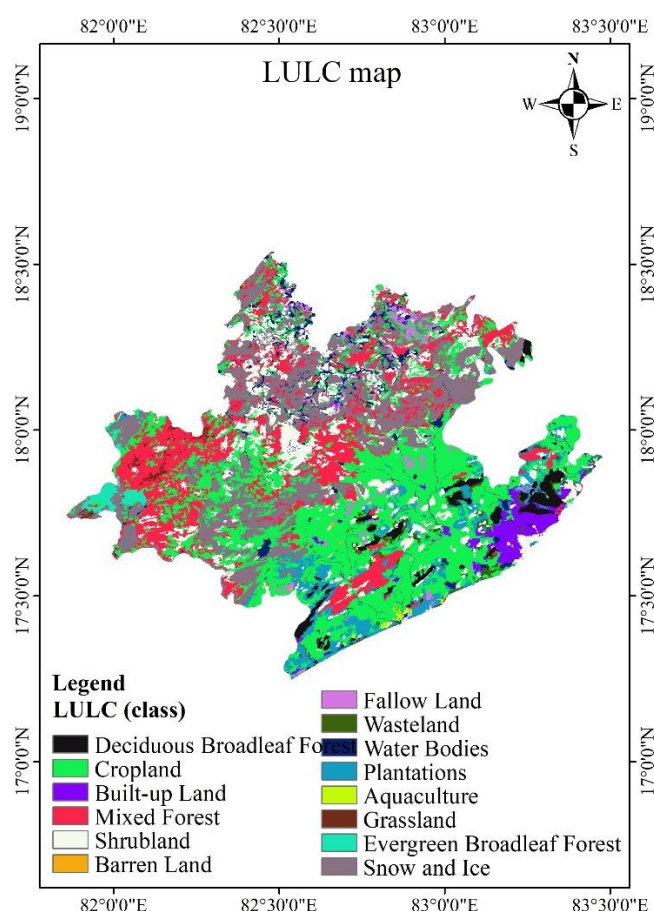 82°0'0"E 82°30'0"E 83°0'0"E 83°30'0"E
LULC map
N
W E
S
19°0'0"N 19°0'0"N
18°30'0"N 18°30'0"N
18°0'0"N 18°0'0"N
17°30'0"N 17°30'0"N
17°0'0"N 17°0'0"N
Legend
LULC (class)
Deciduous Broadleaf Forest
Cropland
Built-up Land
Mixed Forest
Shrubland
Barren Land
Fallow Land
Wasteland
Water Bodies
Plantations
Aquaculture
Grassland
Evergreen Broadleaf Forest
Snow and Ice
82°0'0"E 82°30'0"E 83°0'0"E 83°30'0"E